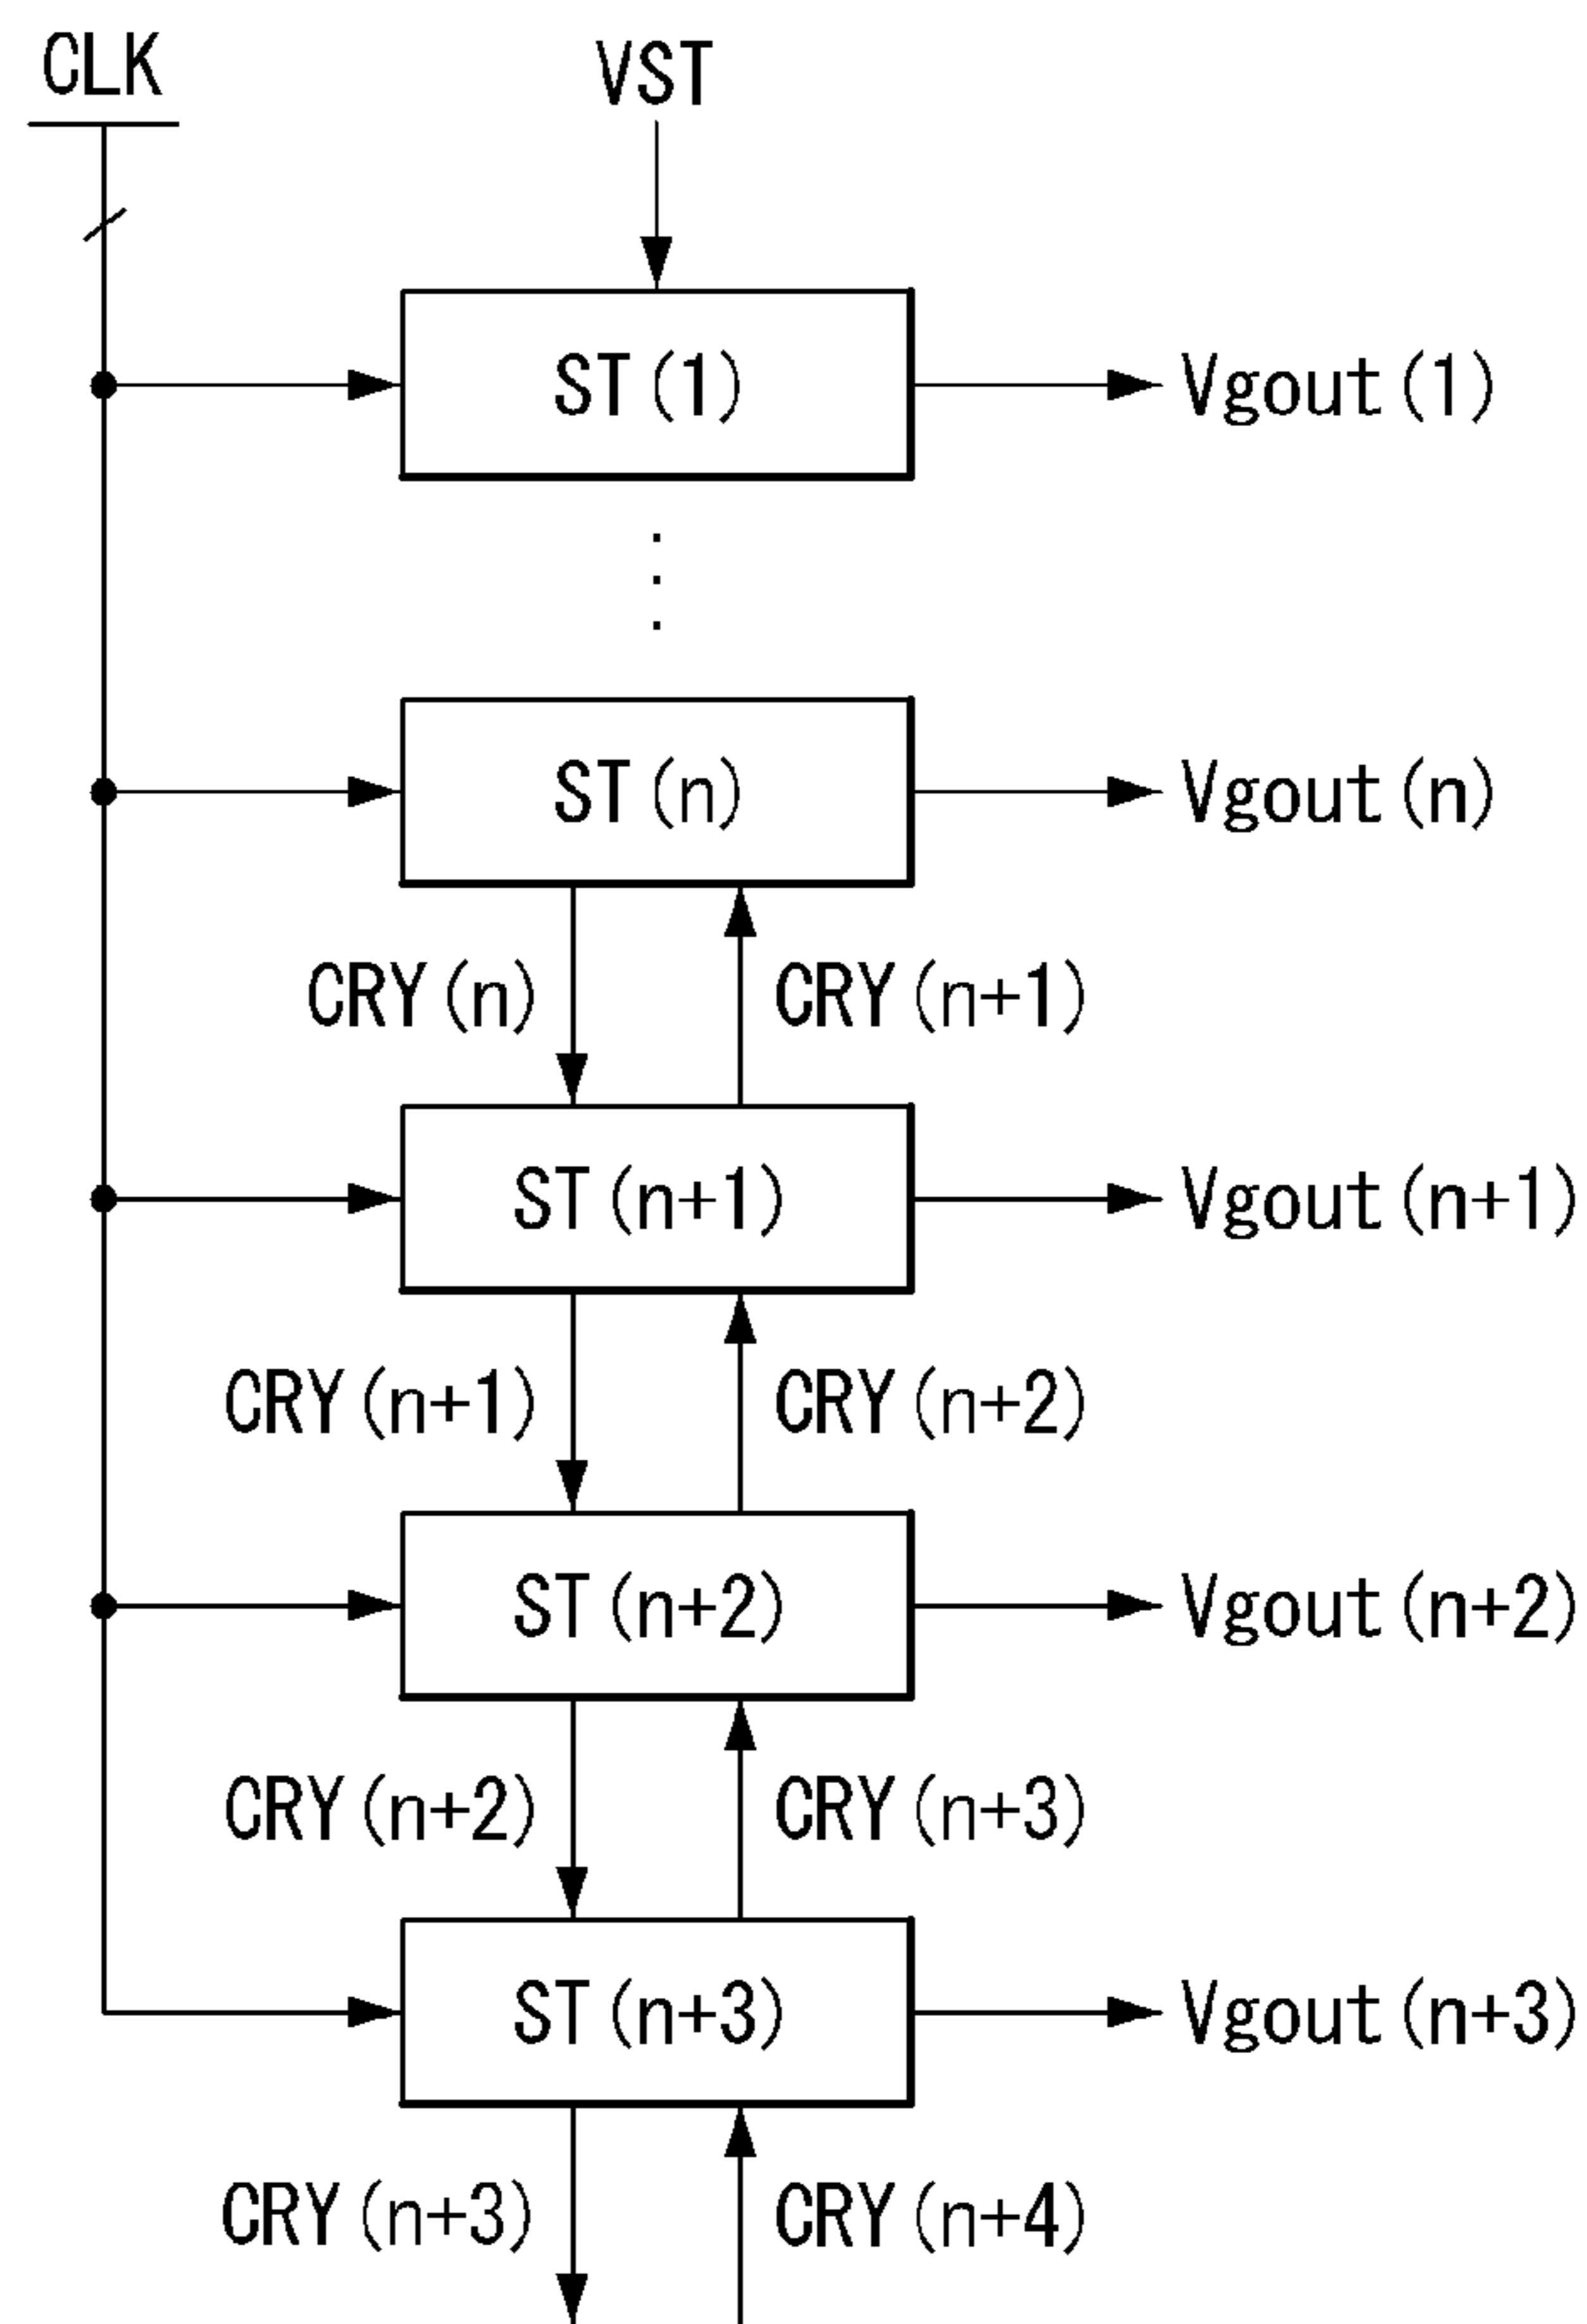 CLK
VST
ST(1)
Vgout(1)
ST(n)
Vgout(n)
CRY(n)
CRY(n+1)
ST(n+1)
Vgout(n+1)
CRY(n+1)
CRY(n+2)
ST(n+2)
Vgout(n+2)
CRY(n+2)
CRY(n+3)
ST(n+3)
Vgout(n+3)
CRY(n+3)
CRY(n+4)